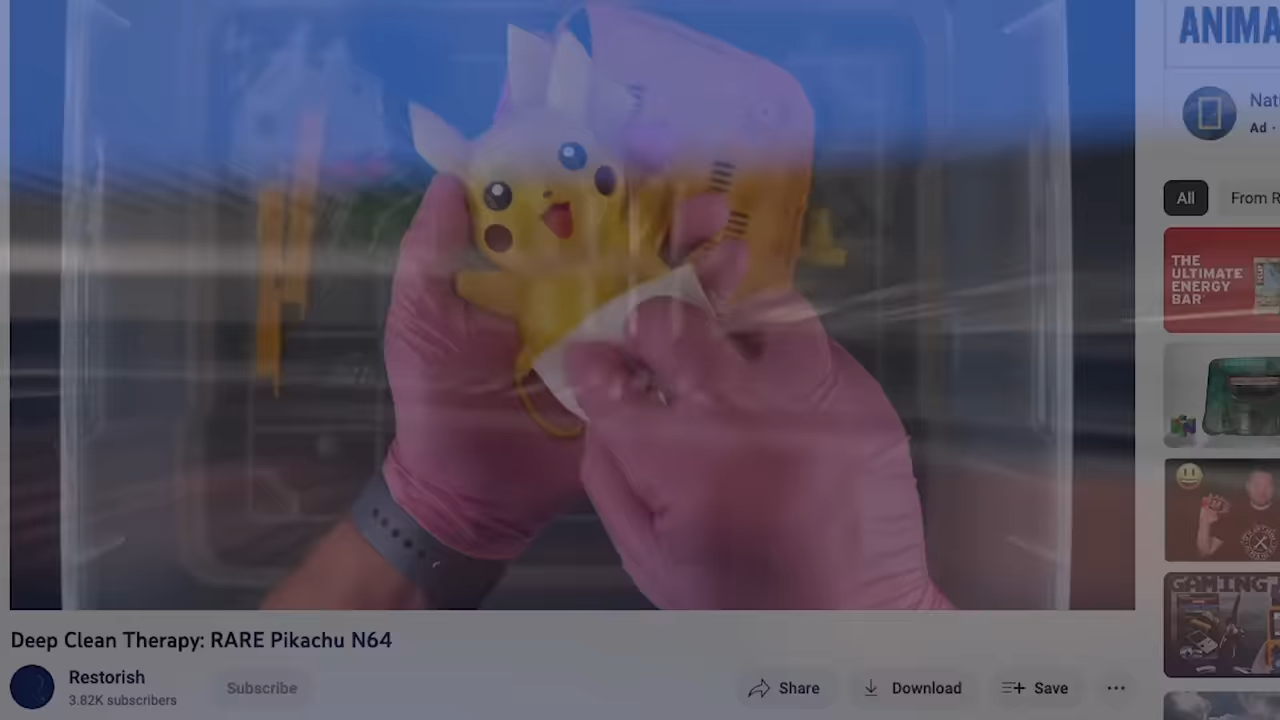 ANIMA
Nat
Ad ·
All
From R
THE
ULTIMATE
ENERGY
BAR
GAMING
Deep Clean Therapy: RARE Pikachu N64
Restorish
3.82K subscribers
Subscribe
Share
Download
Save